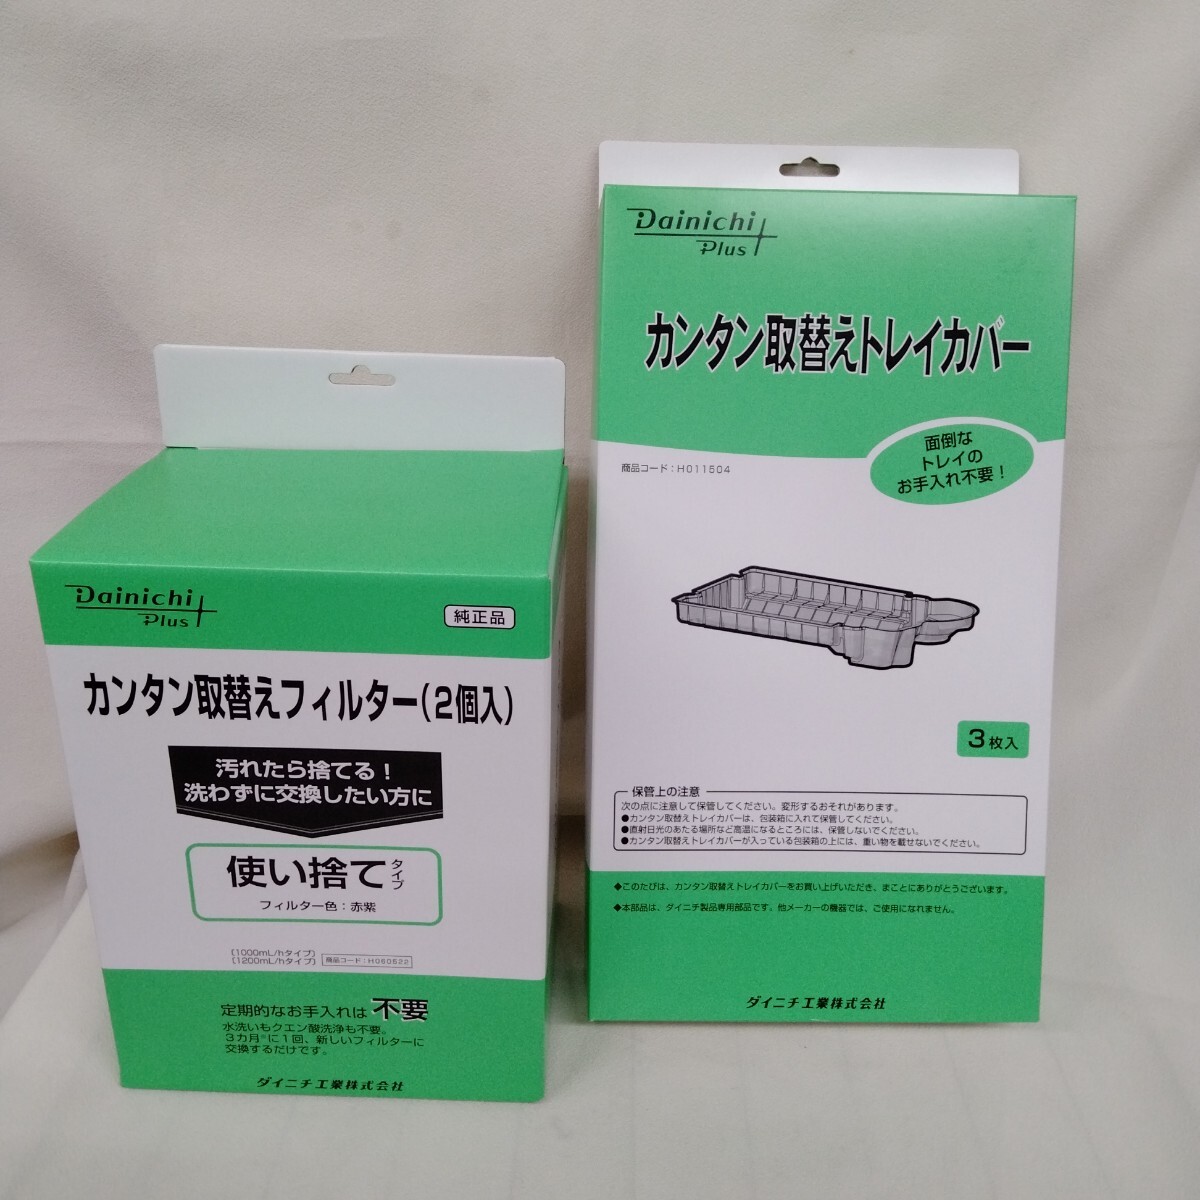 Dainichi
Plus
純正品
カンタン取替えフィルター(2個入)
汚れたら捨てる！
洗わずに交換したい方に
使い捨てタイプ
フィルター色：赤紫
(1000mL/hタイプ)
(1200mL/hタイプ)
商品コード：H060522
定期的なお手入れは不要
水洗いもクエン酸洗浄も不要。
3カ月※に1回、新しいフィルターに
交換するだけです。
ダイニチ工業株式会社
Dainichi
Plus
カンタン取替えトレイカバー
面倒な
トレイの
お手入れ不要！
商品コード：H011504
3枚入
保管上の注意
次の点に注意して保管してください。変形するおそれがあります。
●カンタン取替えトレイカバーは、包装箱に入れて保管してください。
●直射日光のあたる場所など高温になるところには、保管しないでください。
●カンタン取替えトレイカバーが入っている包装箱の上には、重い物を載せないでください。
◆このたびは、カンタン取替えトレイカバーをお買い上げいただき、まことにありがとうございます。
◆本部品は、ダイニチ製品専用部品です。他メーカーの機器では、ご使用になれません。
ダイニチ工業株式会社